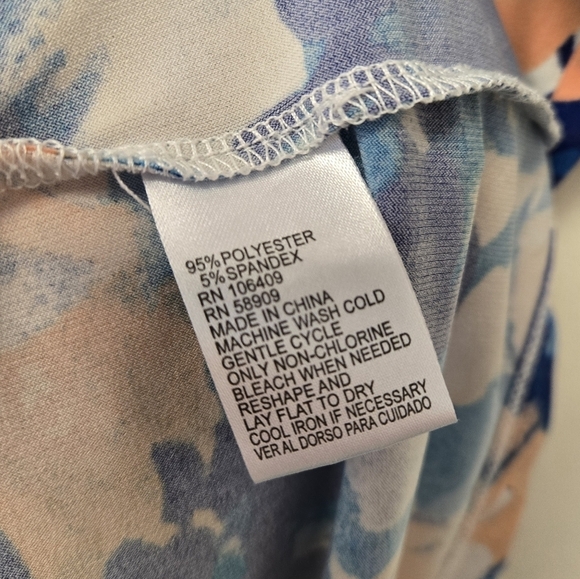 95% POLYESTER
5% SPANDEX
RN 106409
RN 58909
MADE IN CHINA
MACHINE WASH COLD
GENTLE CYCLE
ONLY NON-CHLORINE
BLEACH WHEN NEEDED
RESHAPE AND
LAY FLAT TO DRY
COOL IRON IF NECESSARY
VER AL DORSO PARA CUIDADO